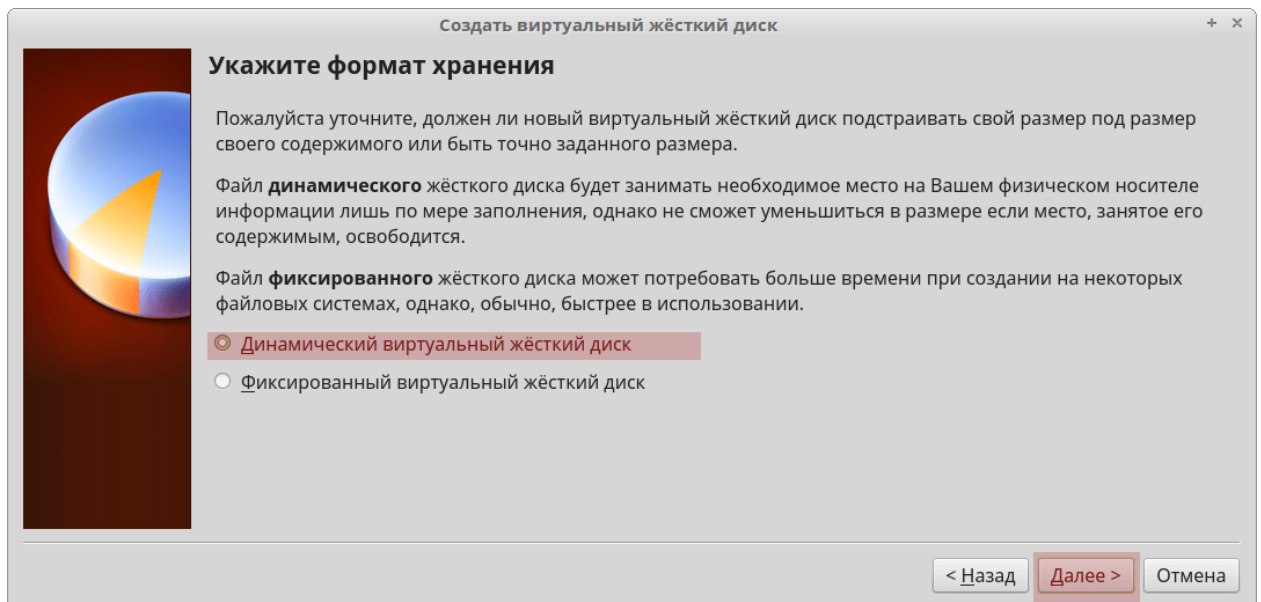 Создать виртуальный жёсткий диск
Укажите формат хранения
Пожалуйста уточните, должен ли новый виртуальный жёсткий диск подстраивать свой размер под размер
своего содержимого или быть точно заданного размера.
Файл динамического жёсткого диска будет занимать необходимое место на Вашем физическом носителе
информации лишь по мере заполнения, однако не сможет уменьшиться в размере если место, занятое его
содержимым, освободится.
Файл фиксированного жёсткого диска может потребовать больше времени при создании на некоторых
файловых системах, однако, обычно, быстрее в использовании.
Динамический виртуальный жёсткий диск
Фиксированный виртуальный жёсткий диск
< Назад Далее > Отмена